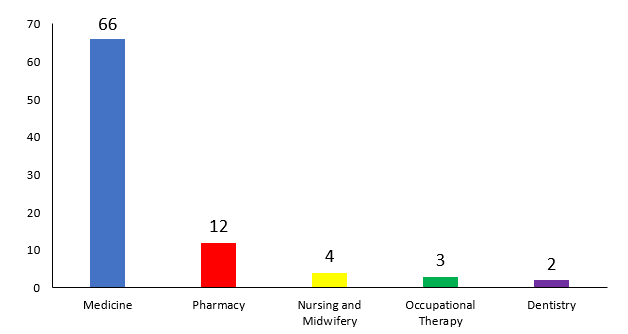 70
66
60
50
40
30
20
10
0
12
4
3
2
Medicine
Pharmacy
Nursing and
Midwifery
Occupational
Therapy
Dentistry